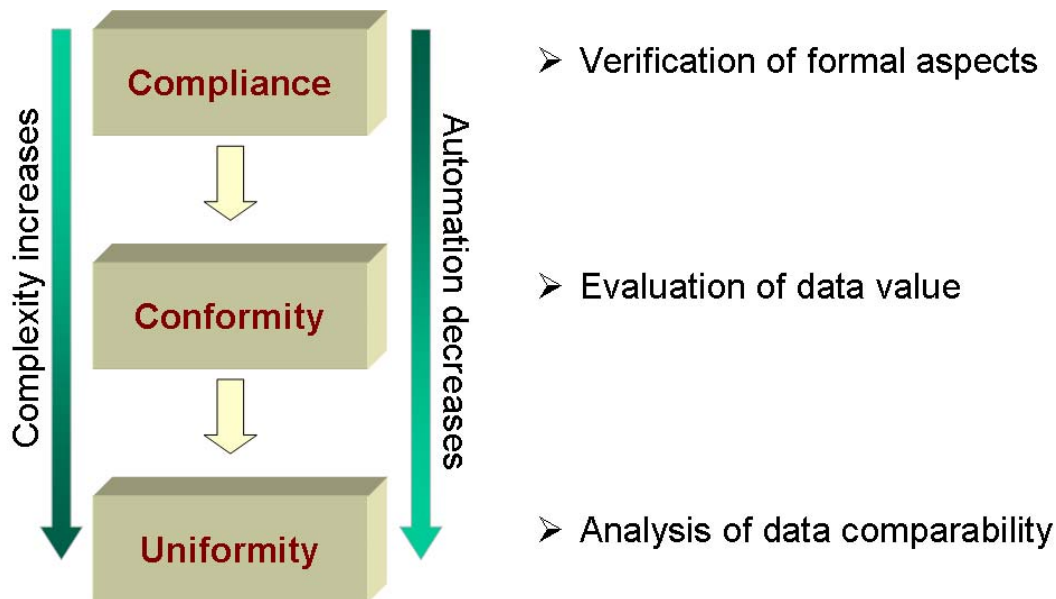 Compliance
➢ Verification of formal aspects
Complexity increases
Automation decreases
Conformity
➢ Evaluation of data value
Uniformity
➢ Analysis of data comparability